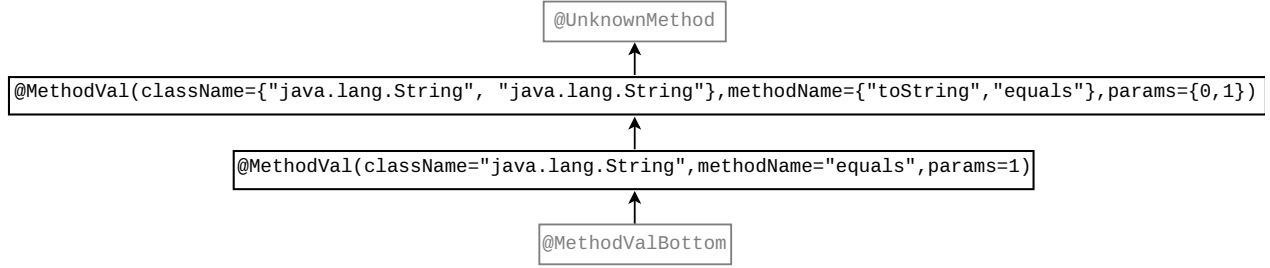 @UnknownMethod
@MethodVal(className={"java.lang.String", "java.lang.String"},methodName={"toString","equals"},params={0,1})
@MethodVal(className="java.lang.String",methodName="equals",params=1)
@MethodValBottom